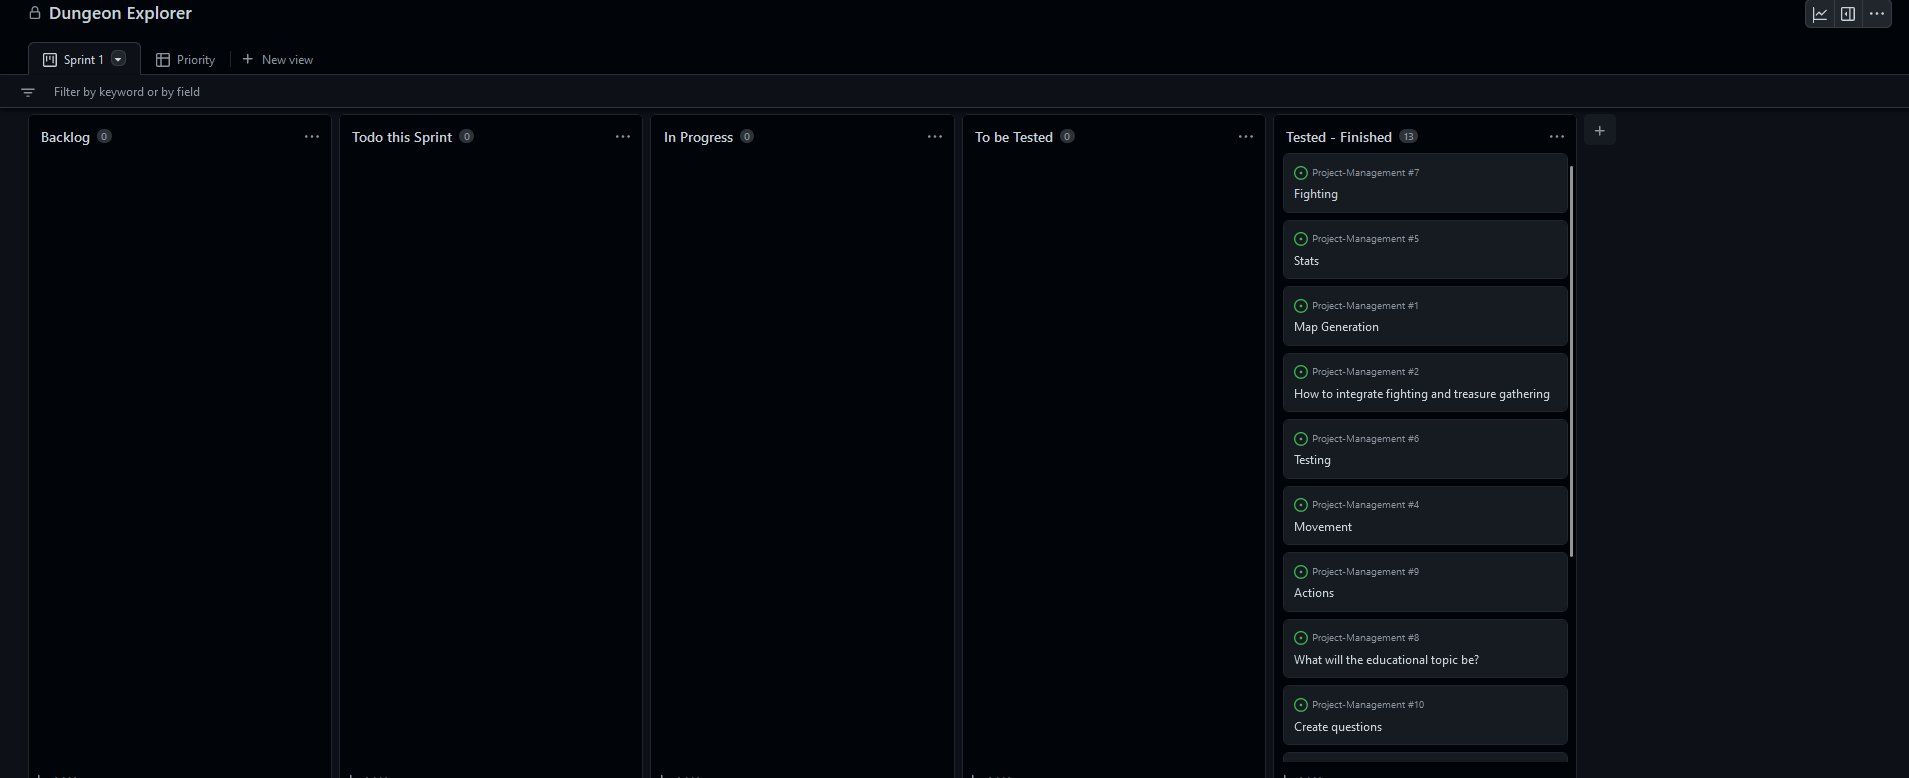 Dungeon Explorer
Sprint 1
Priority
New view
Filter by keyword or by field
Backlog 0
Todo this Sprint 0
In Progress 0
To be Tested 0
Tested - Finished 13
Project-Management #7
Fighting
Project-Management #5
Stats
Project-Management #1
Map Generation
Project-Management #2
How to integrate fighting and treasure gathering
Project-Management #6
Testing
Project-Management #4
Movement
Project-Management #9
Actions
Project-Management #8
What will the educational topic be?
Project-Management #10
Create questions